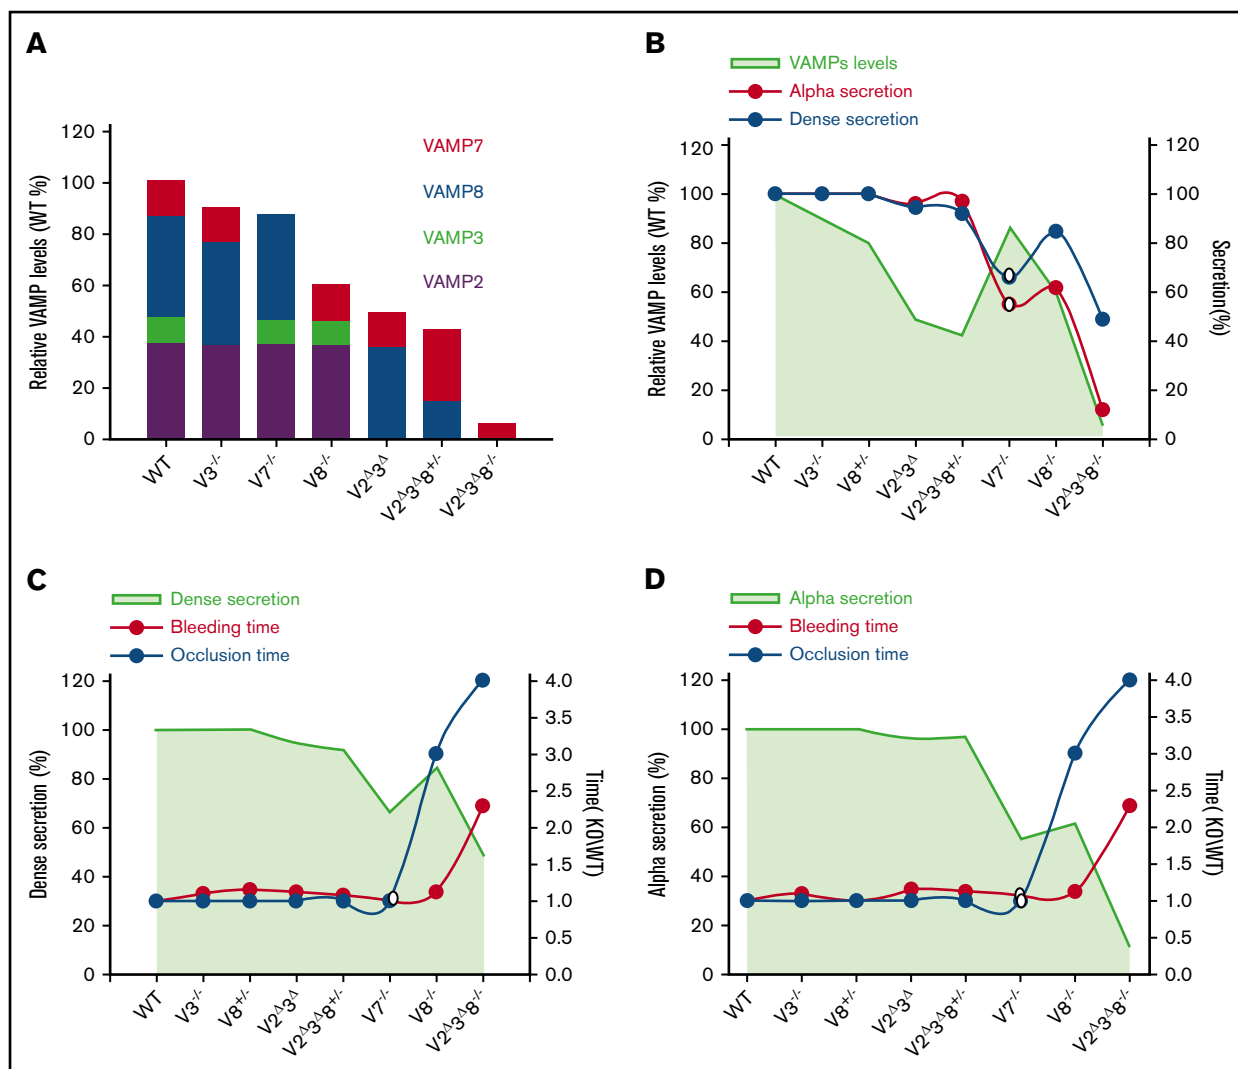 A
VAMP7
VAMP8
VAMP3
VAMP2
Relative VAMP levels (WT %)
120
100
80
60
40
20
0
WT
V3-/-
V7-/-
V8-/-
V2Δ3Δ
V2Δ3Δ8+/-
V2Δ3Δ8-/-
B
VAMPs levels
Alpha secretion
Dense secretion
Relative VAMP levels (WT %)
120
100
80
60
40
20
0
120
100
80
60
40
20
0
Secretion(%)
WT
V3-/-
V8+/-
V2Δ3Δ
V2Δ3Δ8+/-
V7-/-
V8-/-
V2Δ3Δ8-/-
C
Dense secretion
Bleeding time
Occlusion time
Dense secretion (%)
120
100
80
60
40
20
0
4.0
3.5
3.0
2.5
2.0
1.5
1.0
0.5
0.0
Time( KO\WT)
WT
V3-/-
V8+/-
V2Δ3Δ
V2Δ3Δ8+/-
V7-/-
V8-/-
V2Δ3Δ8-/-
D
Alpha secretion
Bleeding time
Occlusion time
Alpha secretion (%)
120
100
80
60
40
20
0
4.0
3.5
3.0
2.5
2.0
1.5
1.0
0.5
0.0
Time( KO\WT)
WT
V3-/-
V8+/-
V2Δ3Δ
V2Δ3Δ8+/-
V7-/-
V8-/-
V2Δ3Δ8-/-